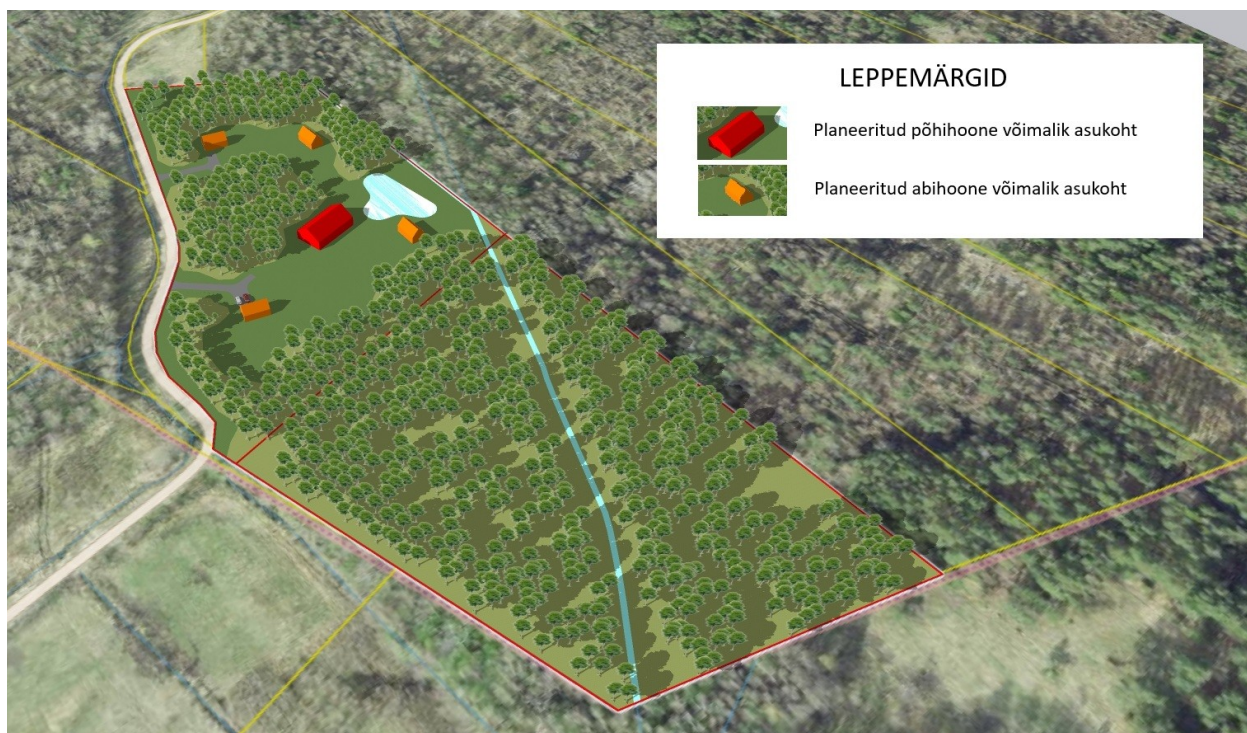 LEPPEMÄRGID
Planeeritud põhihoone võimalik asukoht
Planeeritud abihoone võimalik asukoht